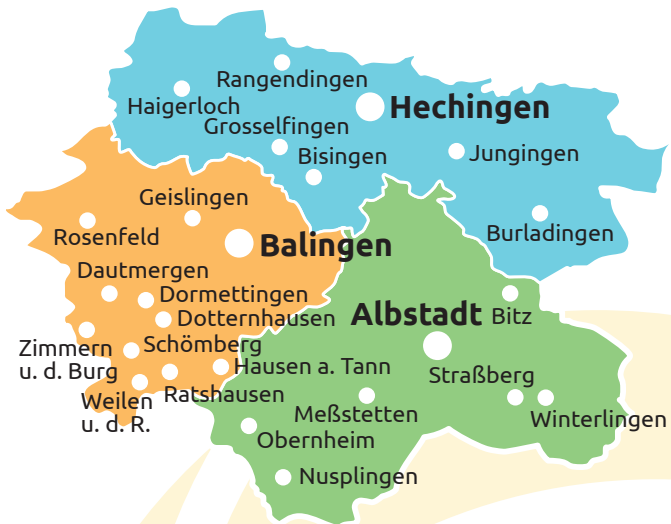 Rangendingen
Haigerloch
Hechingen
Grosselfingen
Bisingen
Jungingen
Geislingen
Rosenfeld
Burladingen
Balingen
Dautmergen
Dormettingen
Dotternhausen
Albstadt
Bitz
Zimmern
u. d. Burg
Schömberg
Hausen a. Tann
Straßberg
Weilen
u. d. R.
Ratshausen
Meßstetten
Winterlingen
Obernheim
Nusplingen